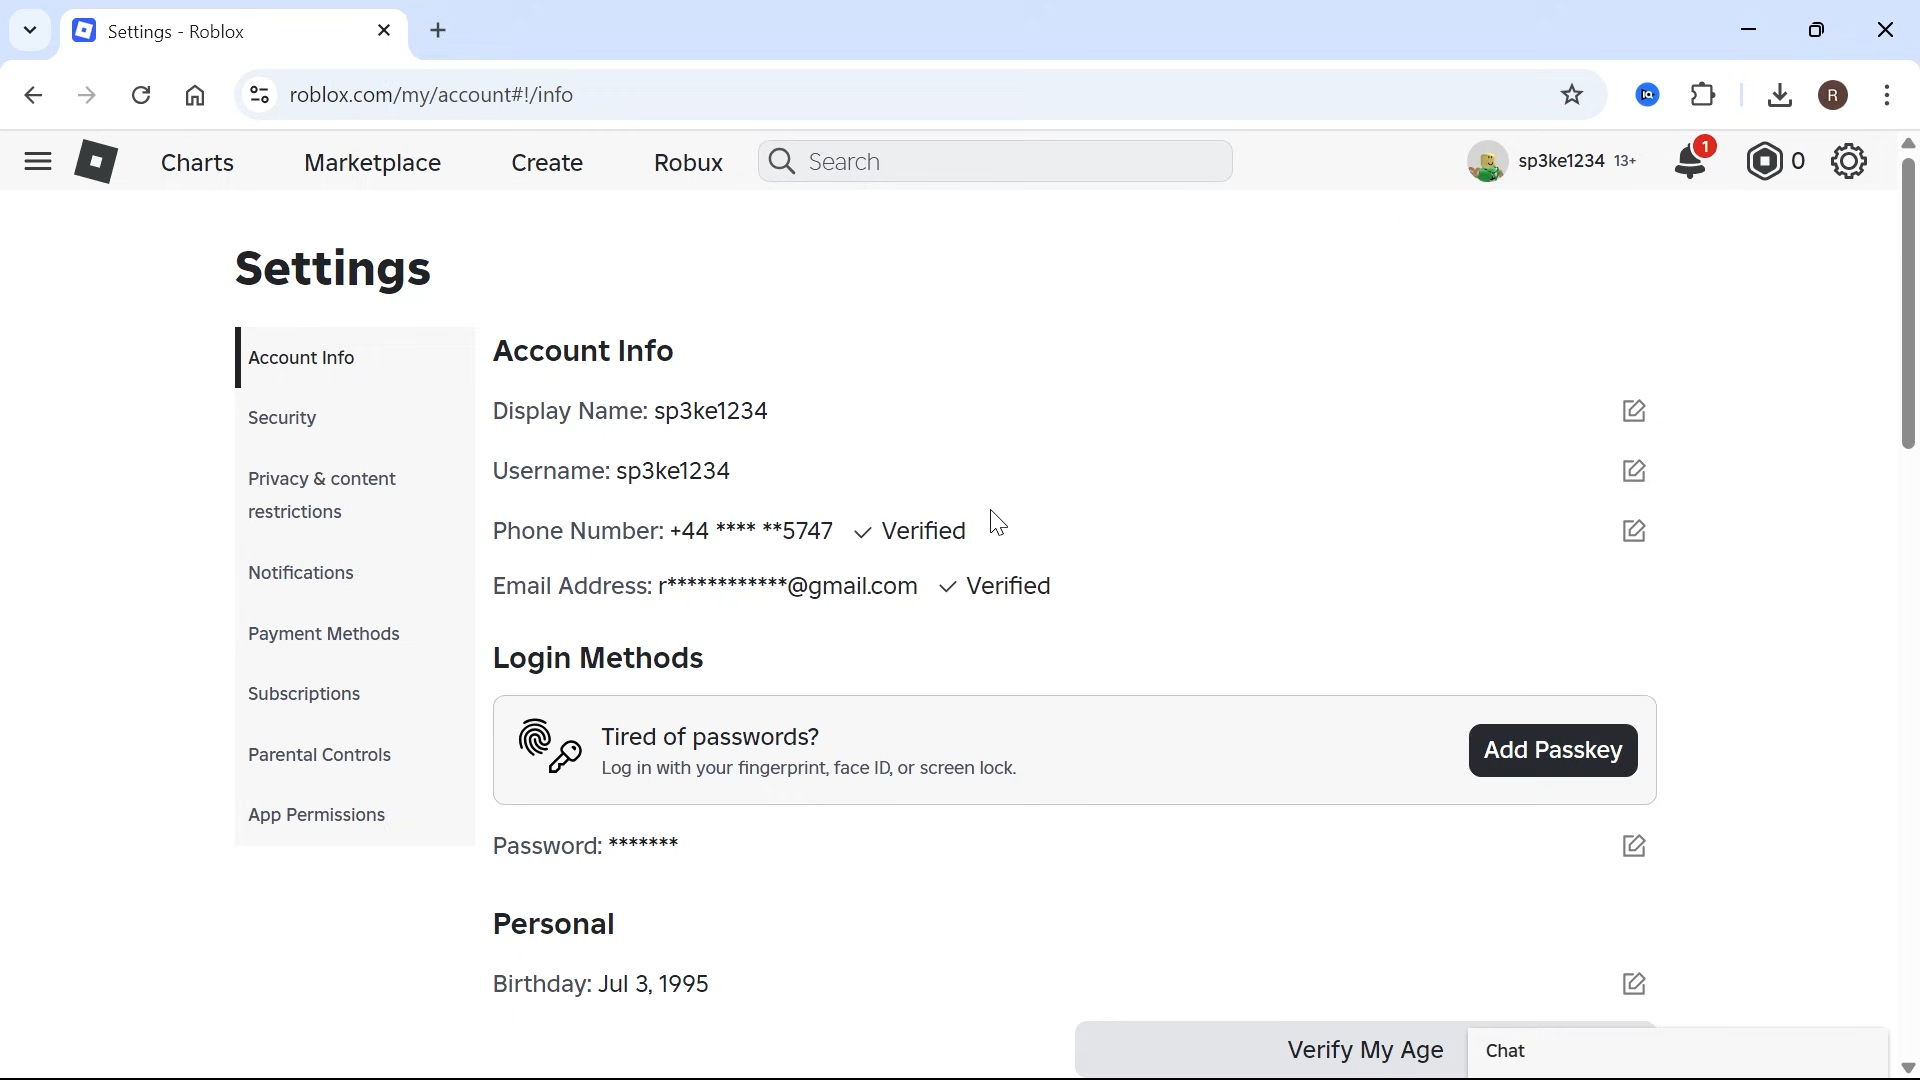 Settings - Roblox
roblox.com/my/account#!/info
R
Charts
Marketplace
Create
Robux
Search
sp3ke1234 13+
1
0
Settings
Account Info
Security
Privacy & content
restrictions
Notifications
Payment Methods
Subscriptions
Parental Controls
App Permissions
Account Info
Display Name: sp3ke1234
Username: sp3ke1234
Phone Number: +44 **** **5747 ✓ Verified
Email Address: r************@gmail.com ✓ Verified
Login Methods
Tired of passwords?
Log in with your fingerprint, face ID, or screen lock.
Add Passkey
Password: *******
Personal
Birthday: Jul 3, 1995
Verify My Age
Chat